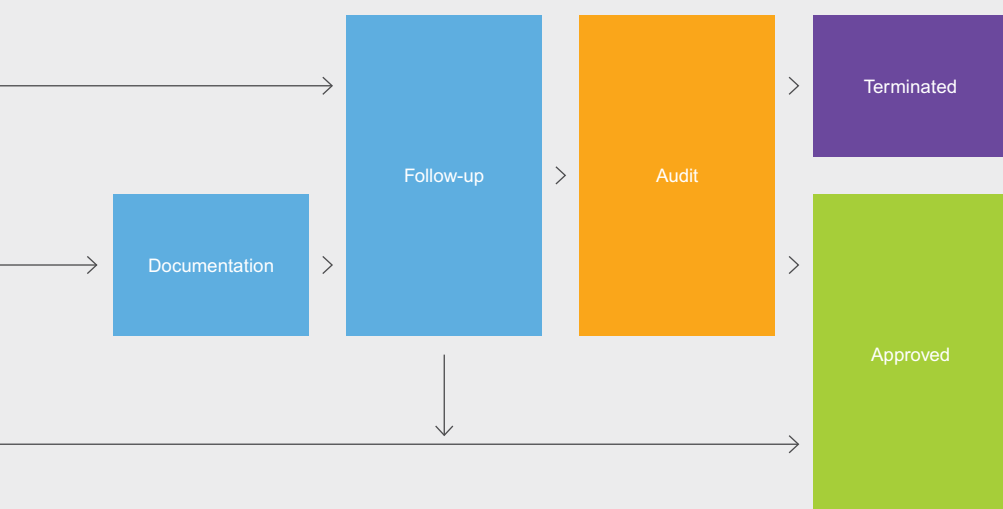 Terminated
Follow-up
Audit
Documentation
Approved